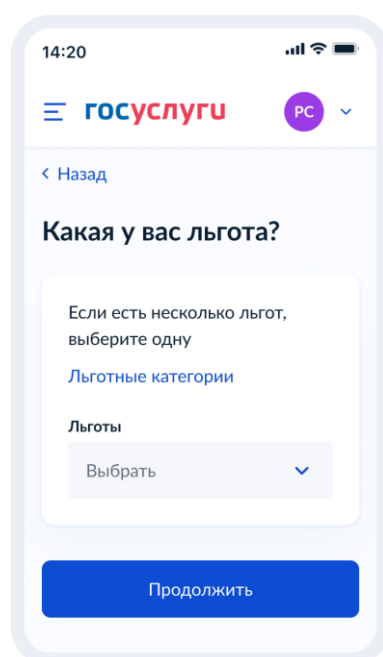 14:20
госуслуги
РС
Назад
Какая у вас льгота?
Если есть несколько льгот,
выберите одну
Льготные категории
Льготы
Выбрать
Продолжить